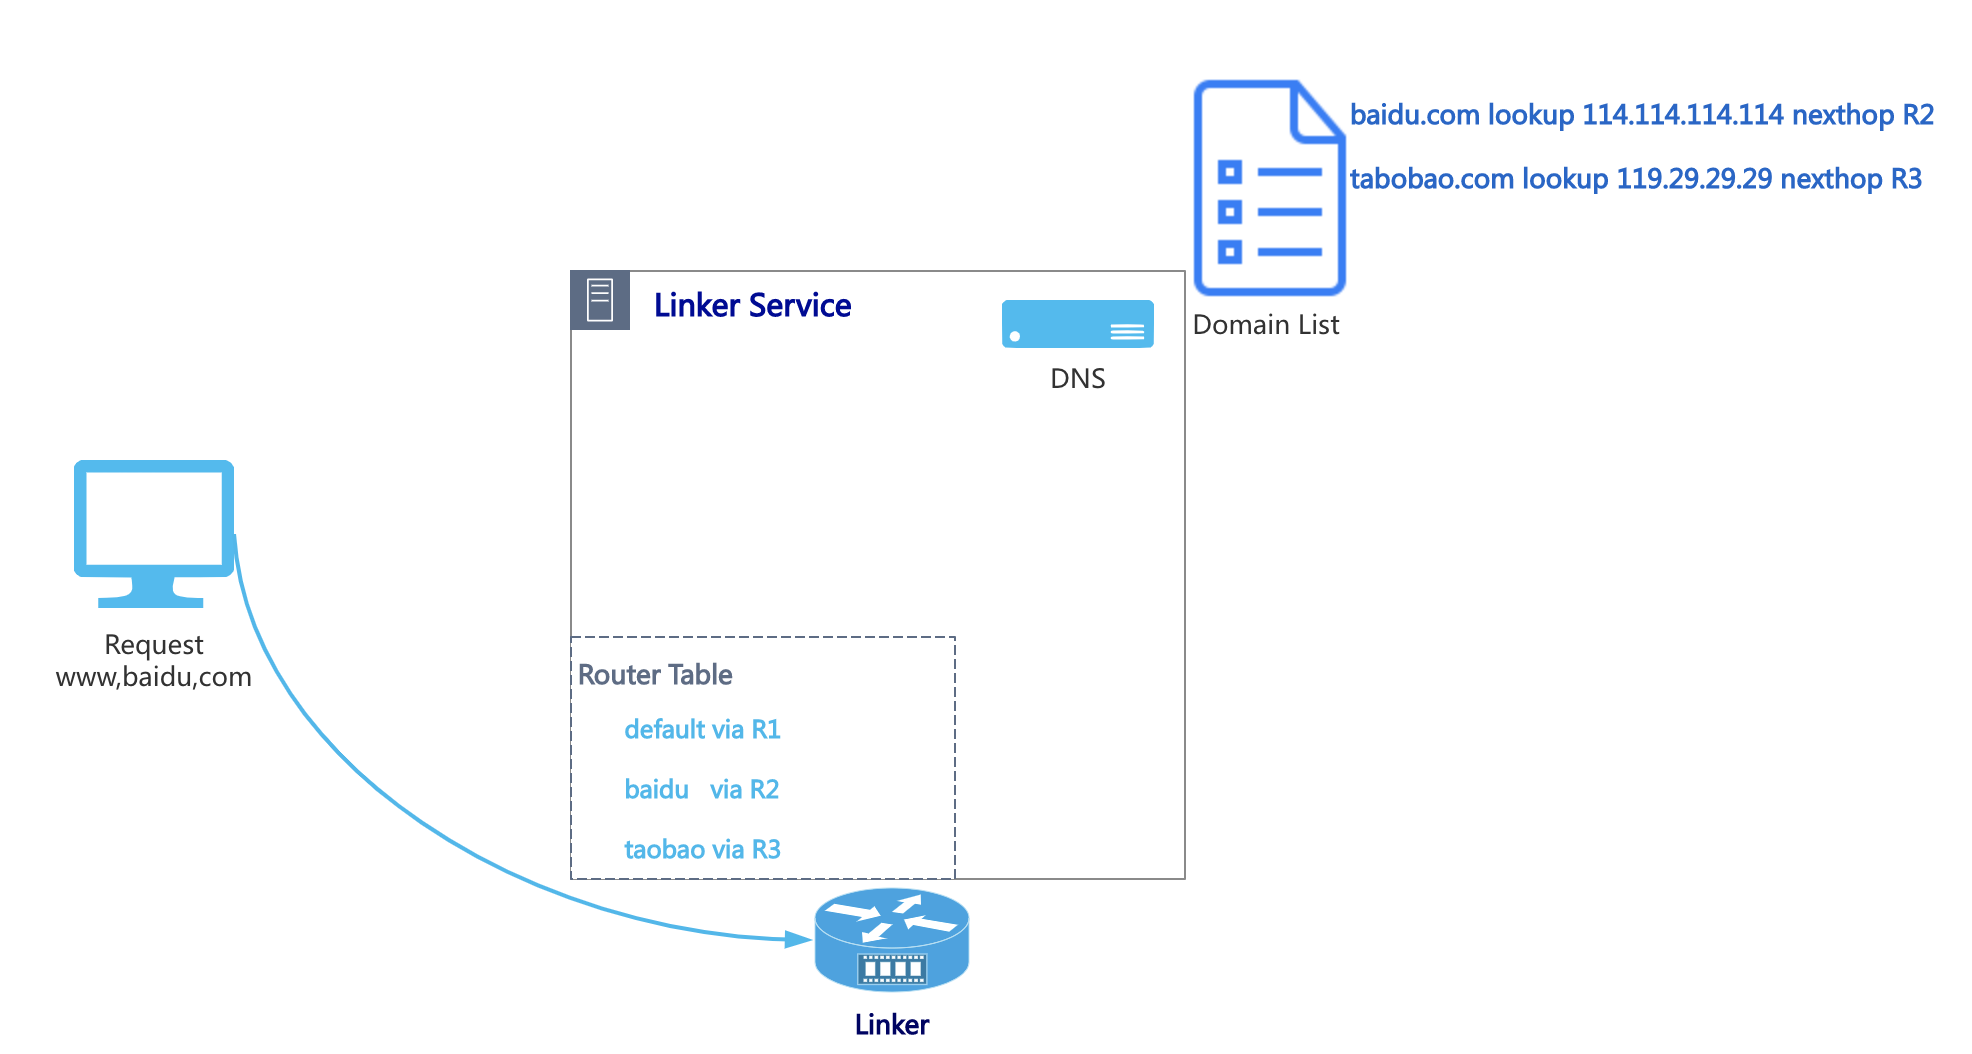 baidu.com lookup 114.114.114.114 nexthop R2
tabobao.com lookup 119.29.29.29 nexthop R3
Domain List
Linker Service
DNS
Request
www,baidu,com
Router Table
default via R1
baidu via R2
taobao via R3
Linker